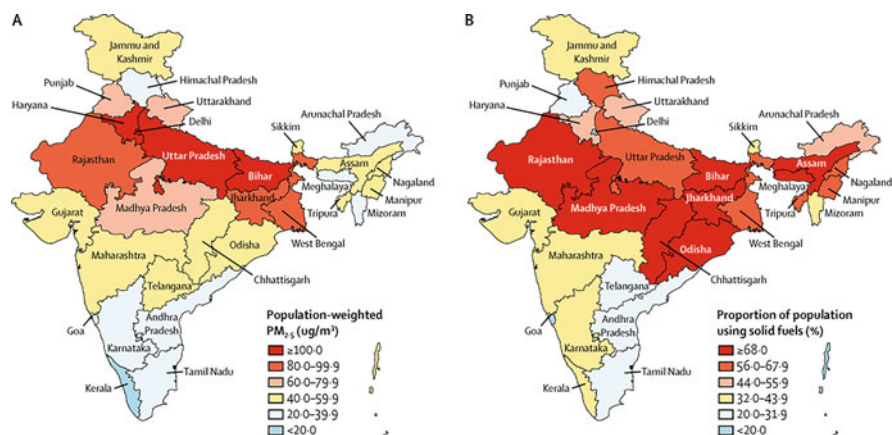 A
Jammu and
Kashmir
Punjab
Himachal Pradesh
Haryana
Uttarakhand
Delhi
Arunachal Pradesh
Sikkim
Rajasthan
Uttar Pradesh
Bihar
Assam
Meghalaya
Nagaland
Manipur
Tripura
Mizoram
Jharkhand
Gujarat
Madhya Pradesh
West Bengal
Odisha
Chhattisgarh
Maharashtra
Telangana
Goa
Andhra
Pradesh
Karnataka
Tamil Nadu
Kerala
Population-weighted
PM2·5 (ug/m³)
≥100·0
80·0–99·9
60·0–79·9
40·0–59·9
20·0–39·9
<20·0
B
Jammu and
Kashmir
Punjab
Himachal Pradesh
Haryana
Uttarakhand
Delhi
Arunachal Pradesh
Sikkim
Rajasthan
Uttar Pradesh
Bihar
Assam
Meghalaya
Nagaland
Manipur
Tripura
Mizoram
Jharkhand
Gujarat
Madhya Pradesh
West Bengal
Odisha
Chhattisgarh
Maharashtra
Telangana
Goa
Andhra
Pradesh
Karnataka
Tamil Nadu
Kerala
Proportion of population
using solid fuels (%)
≥68·0
56·0–67·9
44·0–55·9
32·0–43·9
20·0–31·9
<20·0